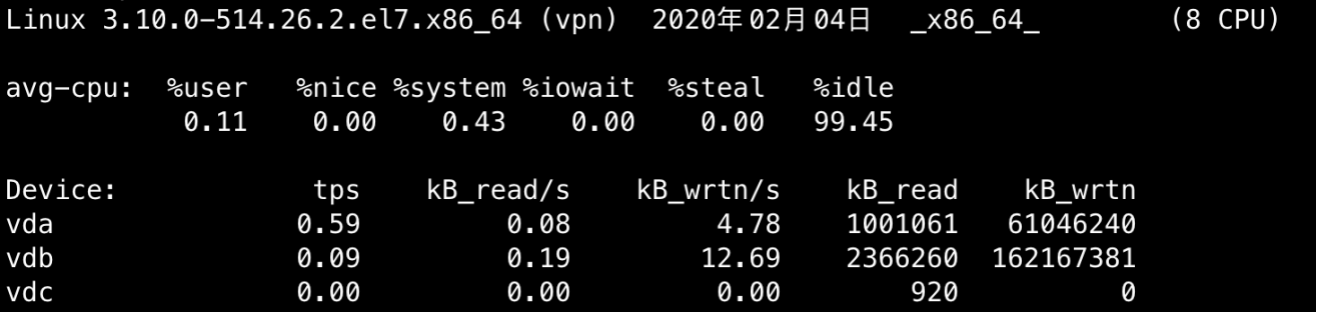 Linux 3.10.0-514.26.2.el7.x86_64 (vpn) 2020年02月04日 _x86_64_ (8 CPU)
avg-cpu: %user %nice %system %iowait %steal %idle
0.11 0.00 0.43 0.00 0.00 99.45
Device: tps kB_read/s kB_wrtn/s kB_read kB_wrtn
vda 0.59 0.08 4.78 1001061 61046240
vdb 0.09 0.19 12.69 2366260 162167381
vdc 0.00 0.00 0.00 920 0